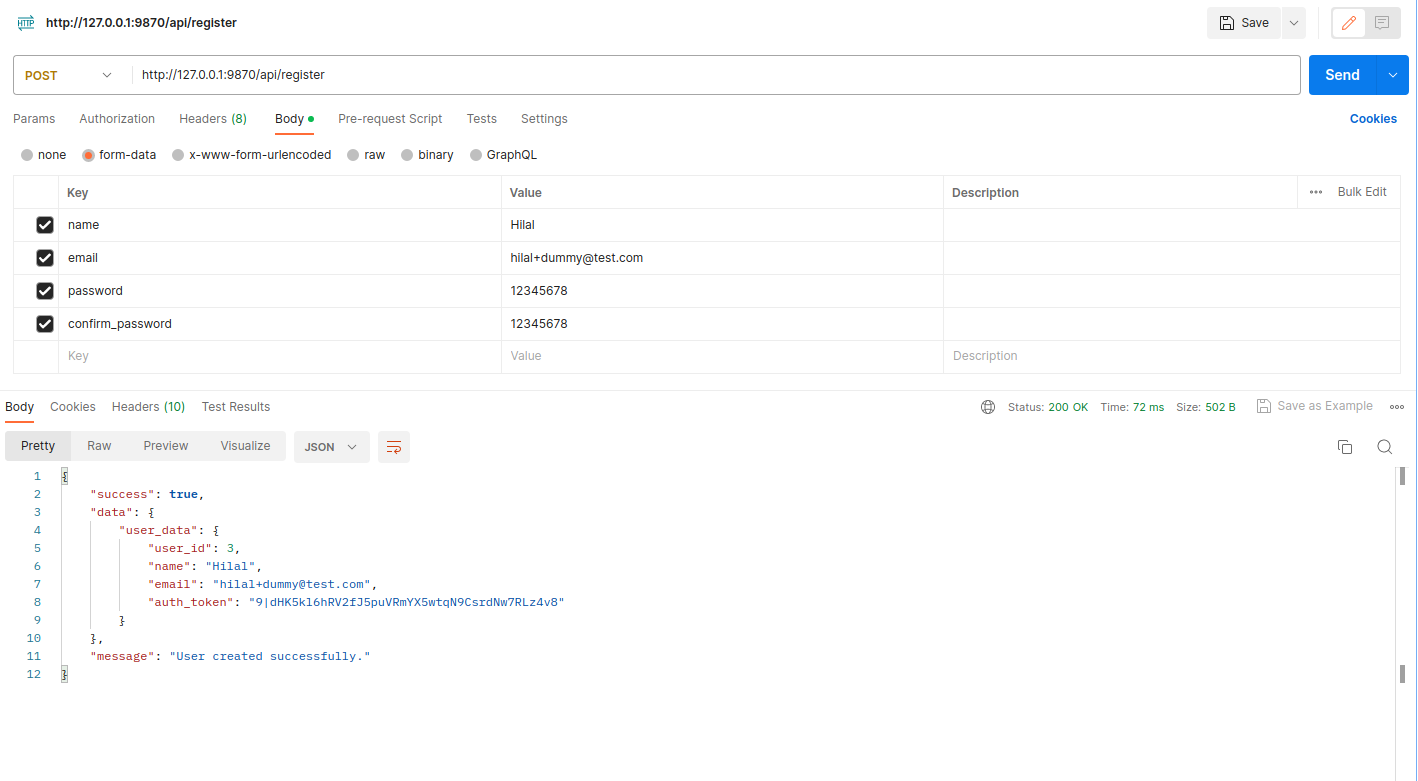 HTTP http://127.0.0.1:9870/api/register Save
POST http://127.0.0.1:9870/api/register Send
Params Authorization Headers (8) Body Pre-request Script Tests Settings Cookies
none form-data x-www-form-urlencoded raw binary GraphQL
Key Value Description Bulk Edit
name Hilal
email hilal+dummy@test.com
password 12345678
confirm_password 12345678
Key Value Description
Body Cookies Headers (10) Test Results Status: 200 OK Time: 72 ms Size: 502 B Save as Example
Pretty Raw Preview Visualize JSON
1 {
2 "success": true,
3 "data": {
4 "user_data": {
5 "user_id": 3,
6 "name": "Hilal",
7 "email": "hilal+dummy@test.com",
8 "auth_token": "9|dHK5kl6hRV2fJ5puVRmYX5wtqN9CsrdNw7RLz4v8"
9 }
10 },
11 "message": "User created successfully."
12 }